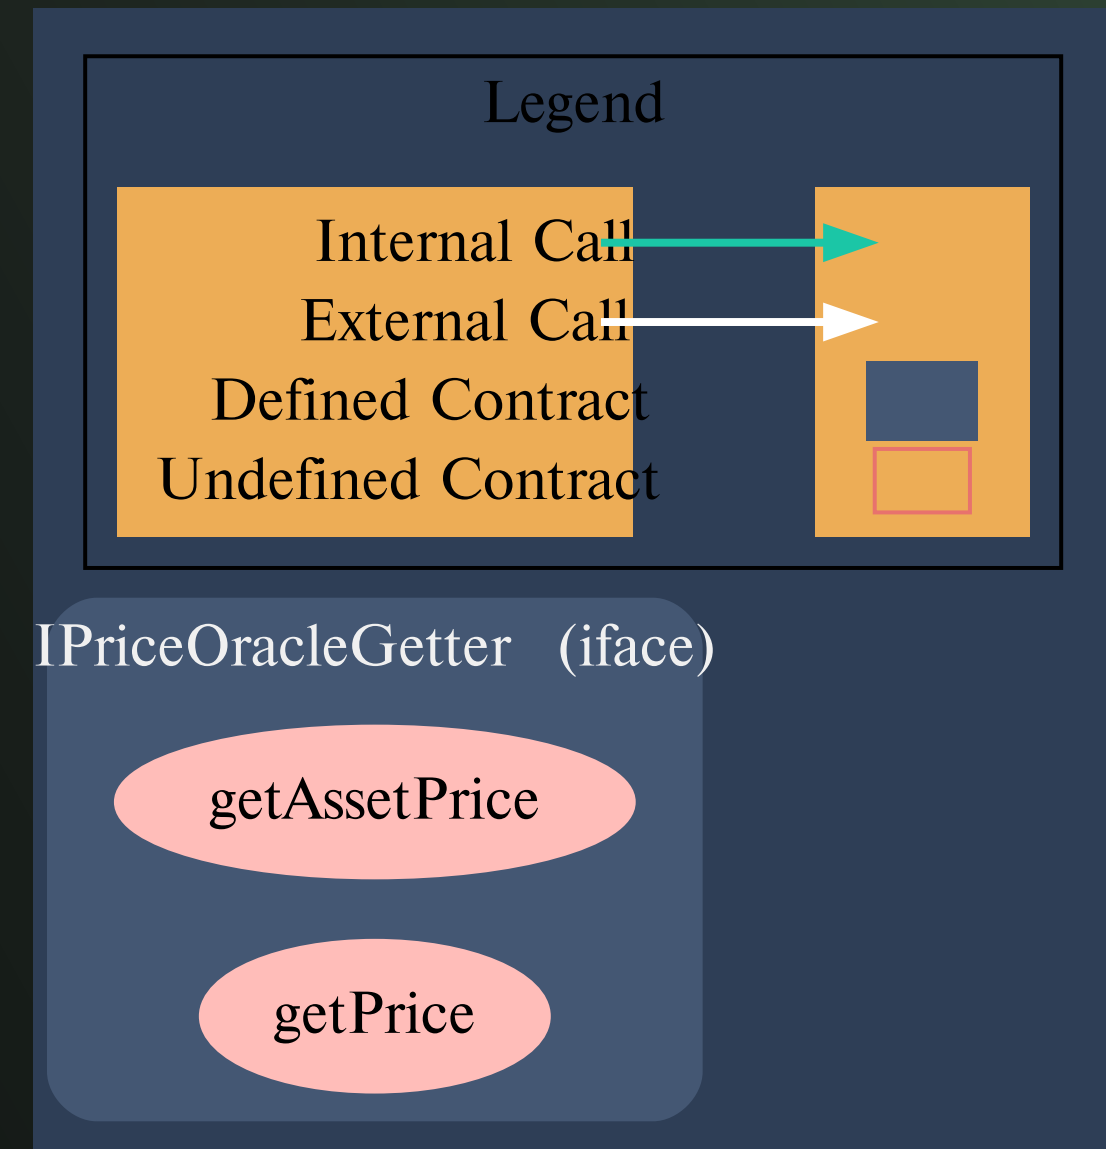 Legend
Internal Call
External Call
Defined Contract
Undefined Contract
IPriceOracleGetter (iface)
getAssetPrice
getPrice